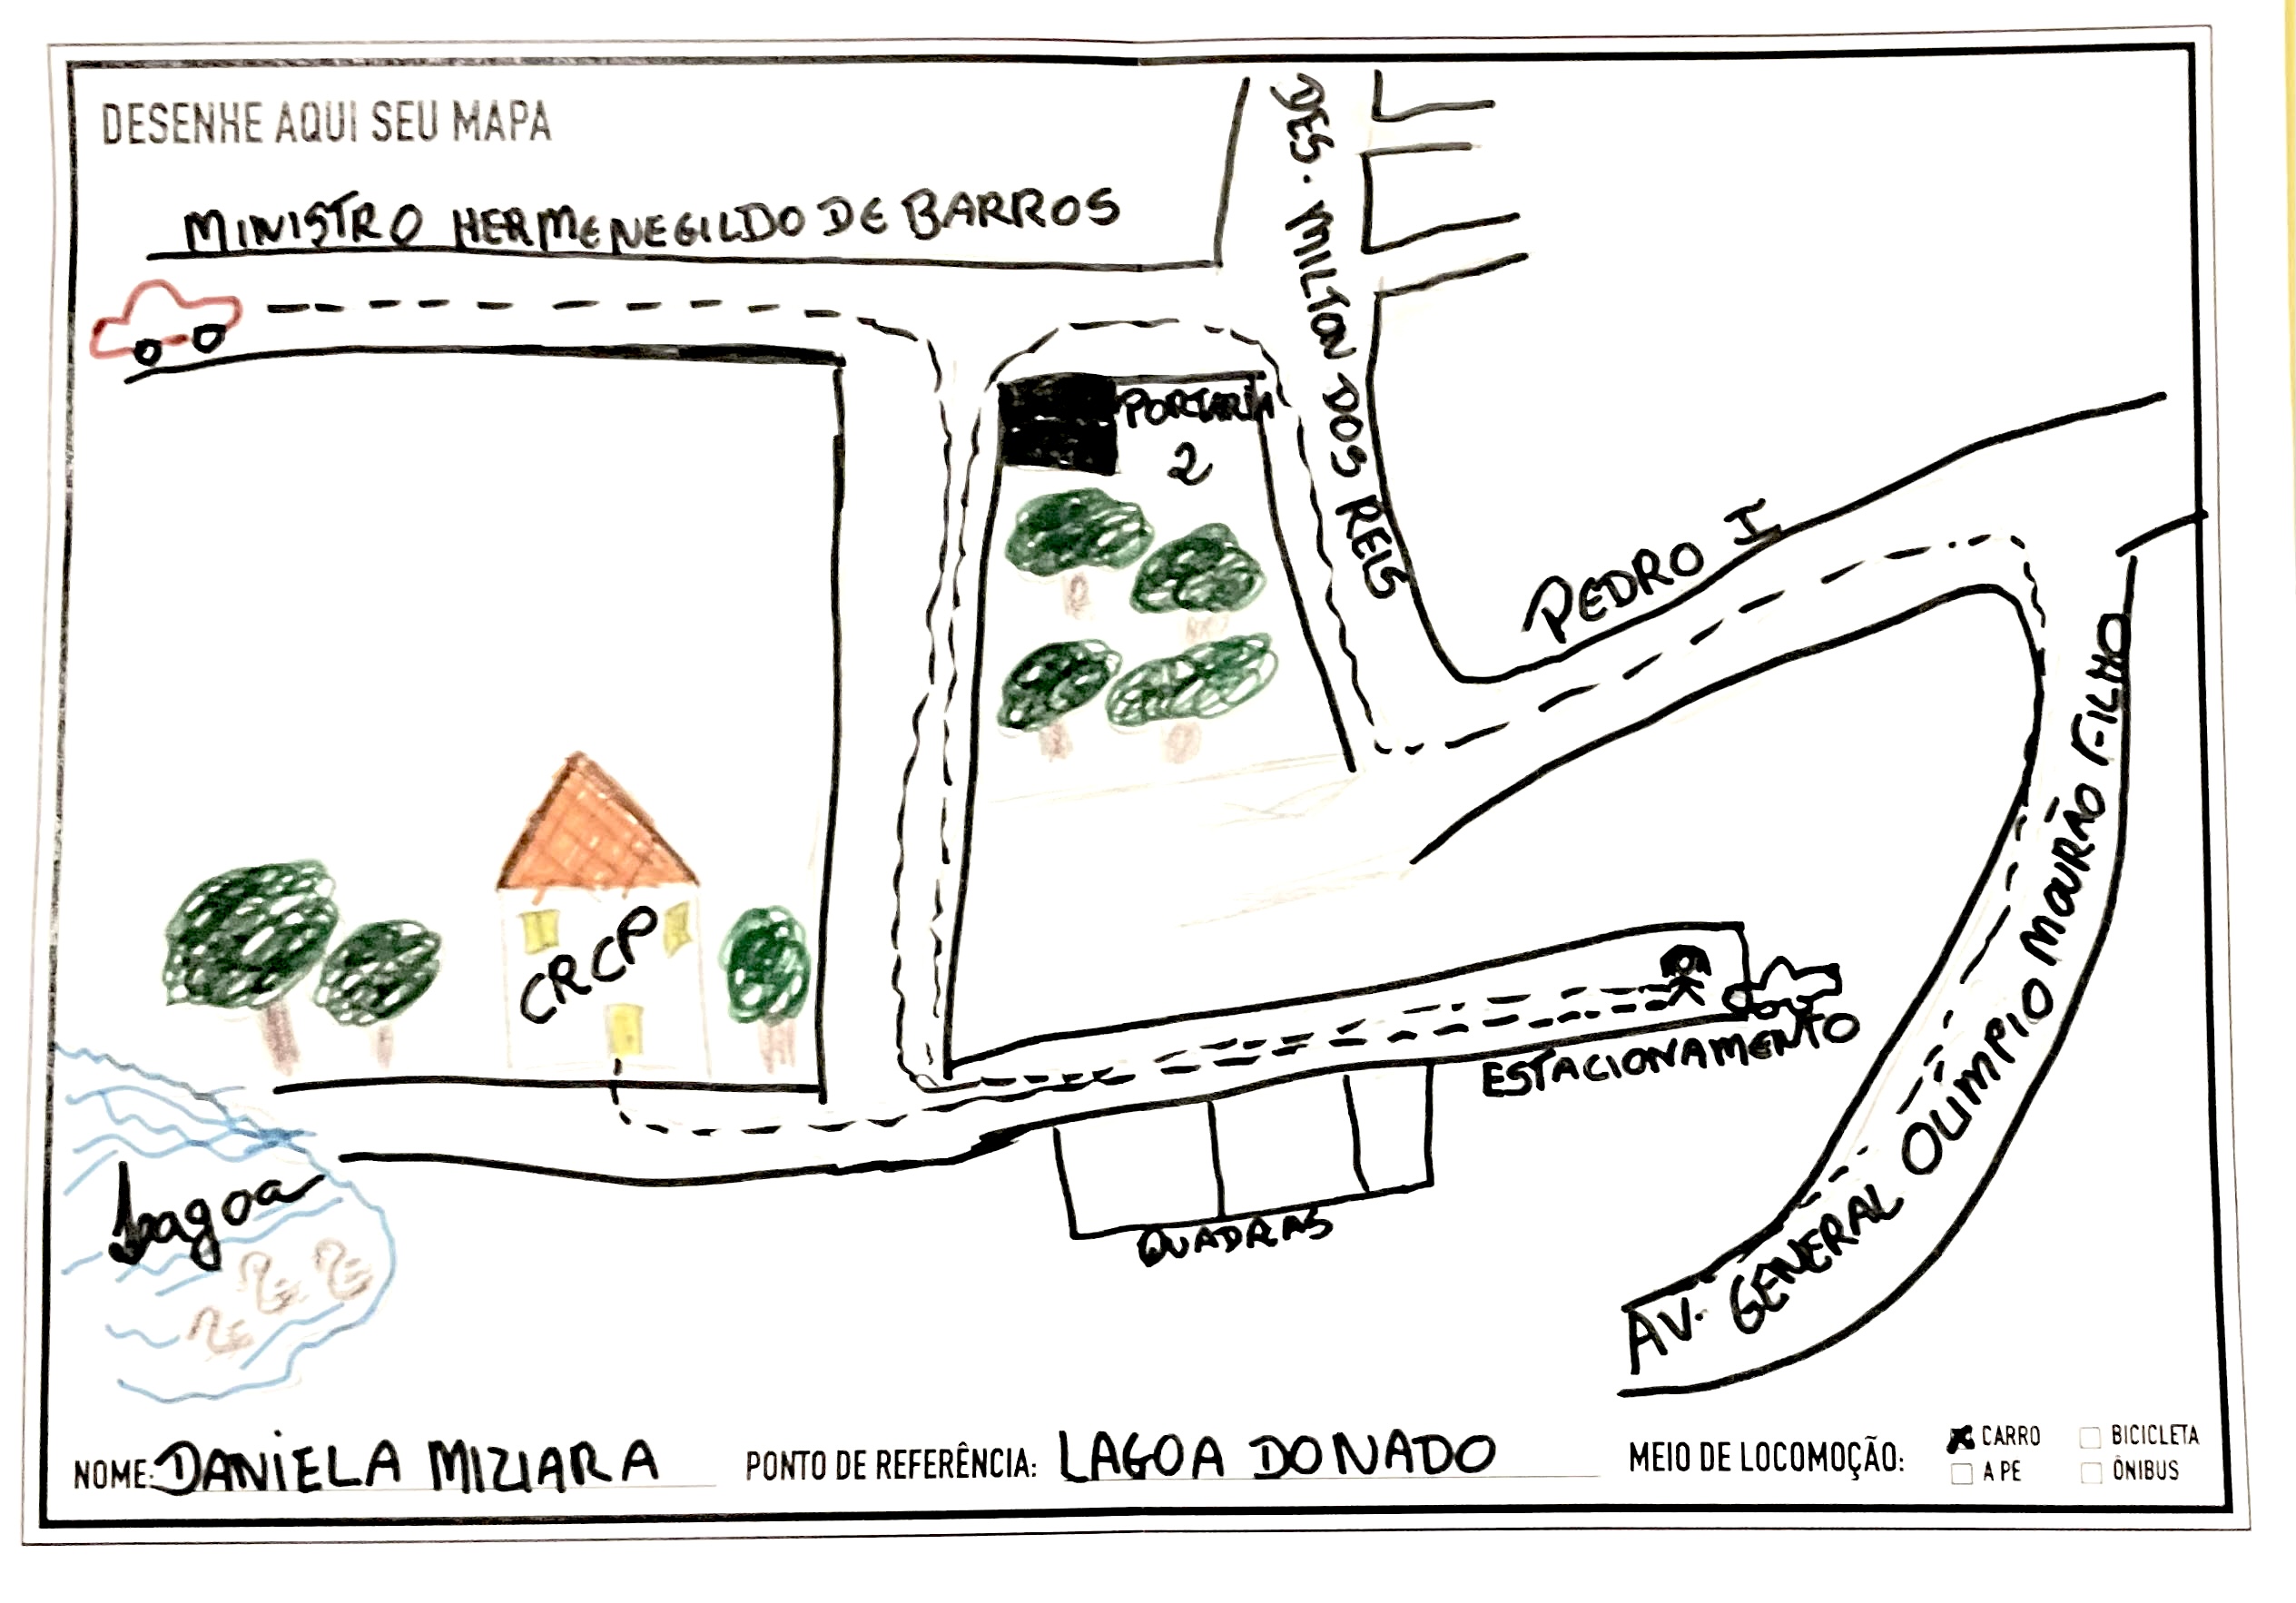 DESENHE AQUI SEU MAPA
MINISTRO HERMENEGILDO DE BARROS
DES. MILTON DOS REIS
PORTARIA
2
PEDRO I
AV. GENERAL OLIMPIO MOURÃO FILHO
CRCP
ESTACIONAMENTO
Lagoa
QUADRAS
NOME: DANIELA MIZIARA PONTO DE REFERÊNCIA: LAGOA DO NADO MEIO DE LOCOMOÇÃO: CARRO BICICLETA
A PE ÔNIBUS